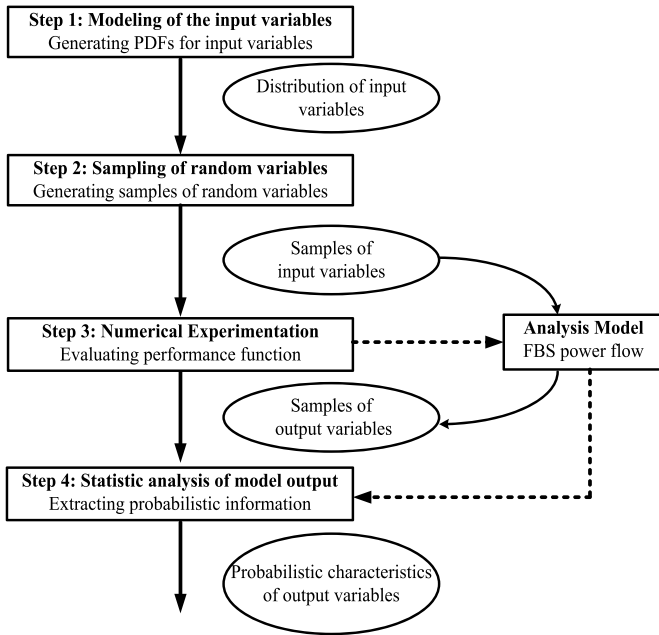 Step 1: Modeling of the input variables
Generating PDFs for input variables
Distribution of input
variables
Step 2: Sampling of random variables
Generating samples of random variables
Samples of
input variables
Step 3: Numerical Experimentation
Evaluating performance function
Analysis Model
FBS power flow
Samples of
output variables
Step 4: Statistic analysis of model output
Extracting probabilistic information
Probabilistic characteristics
of output variables